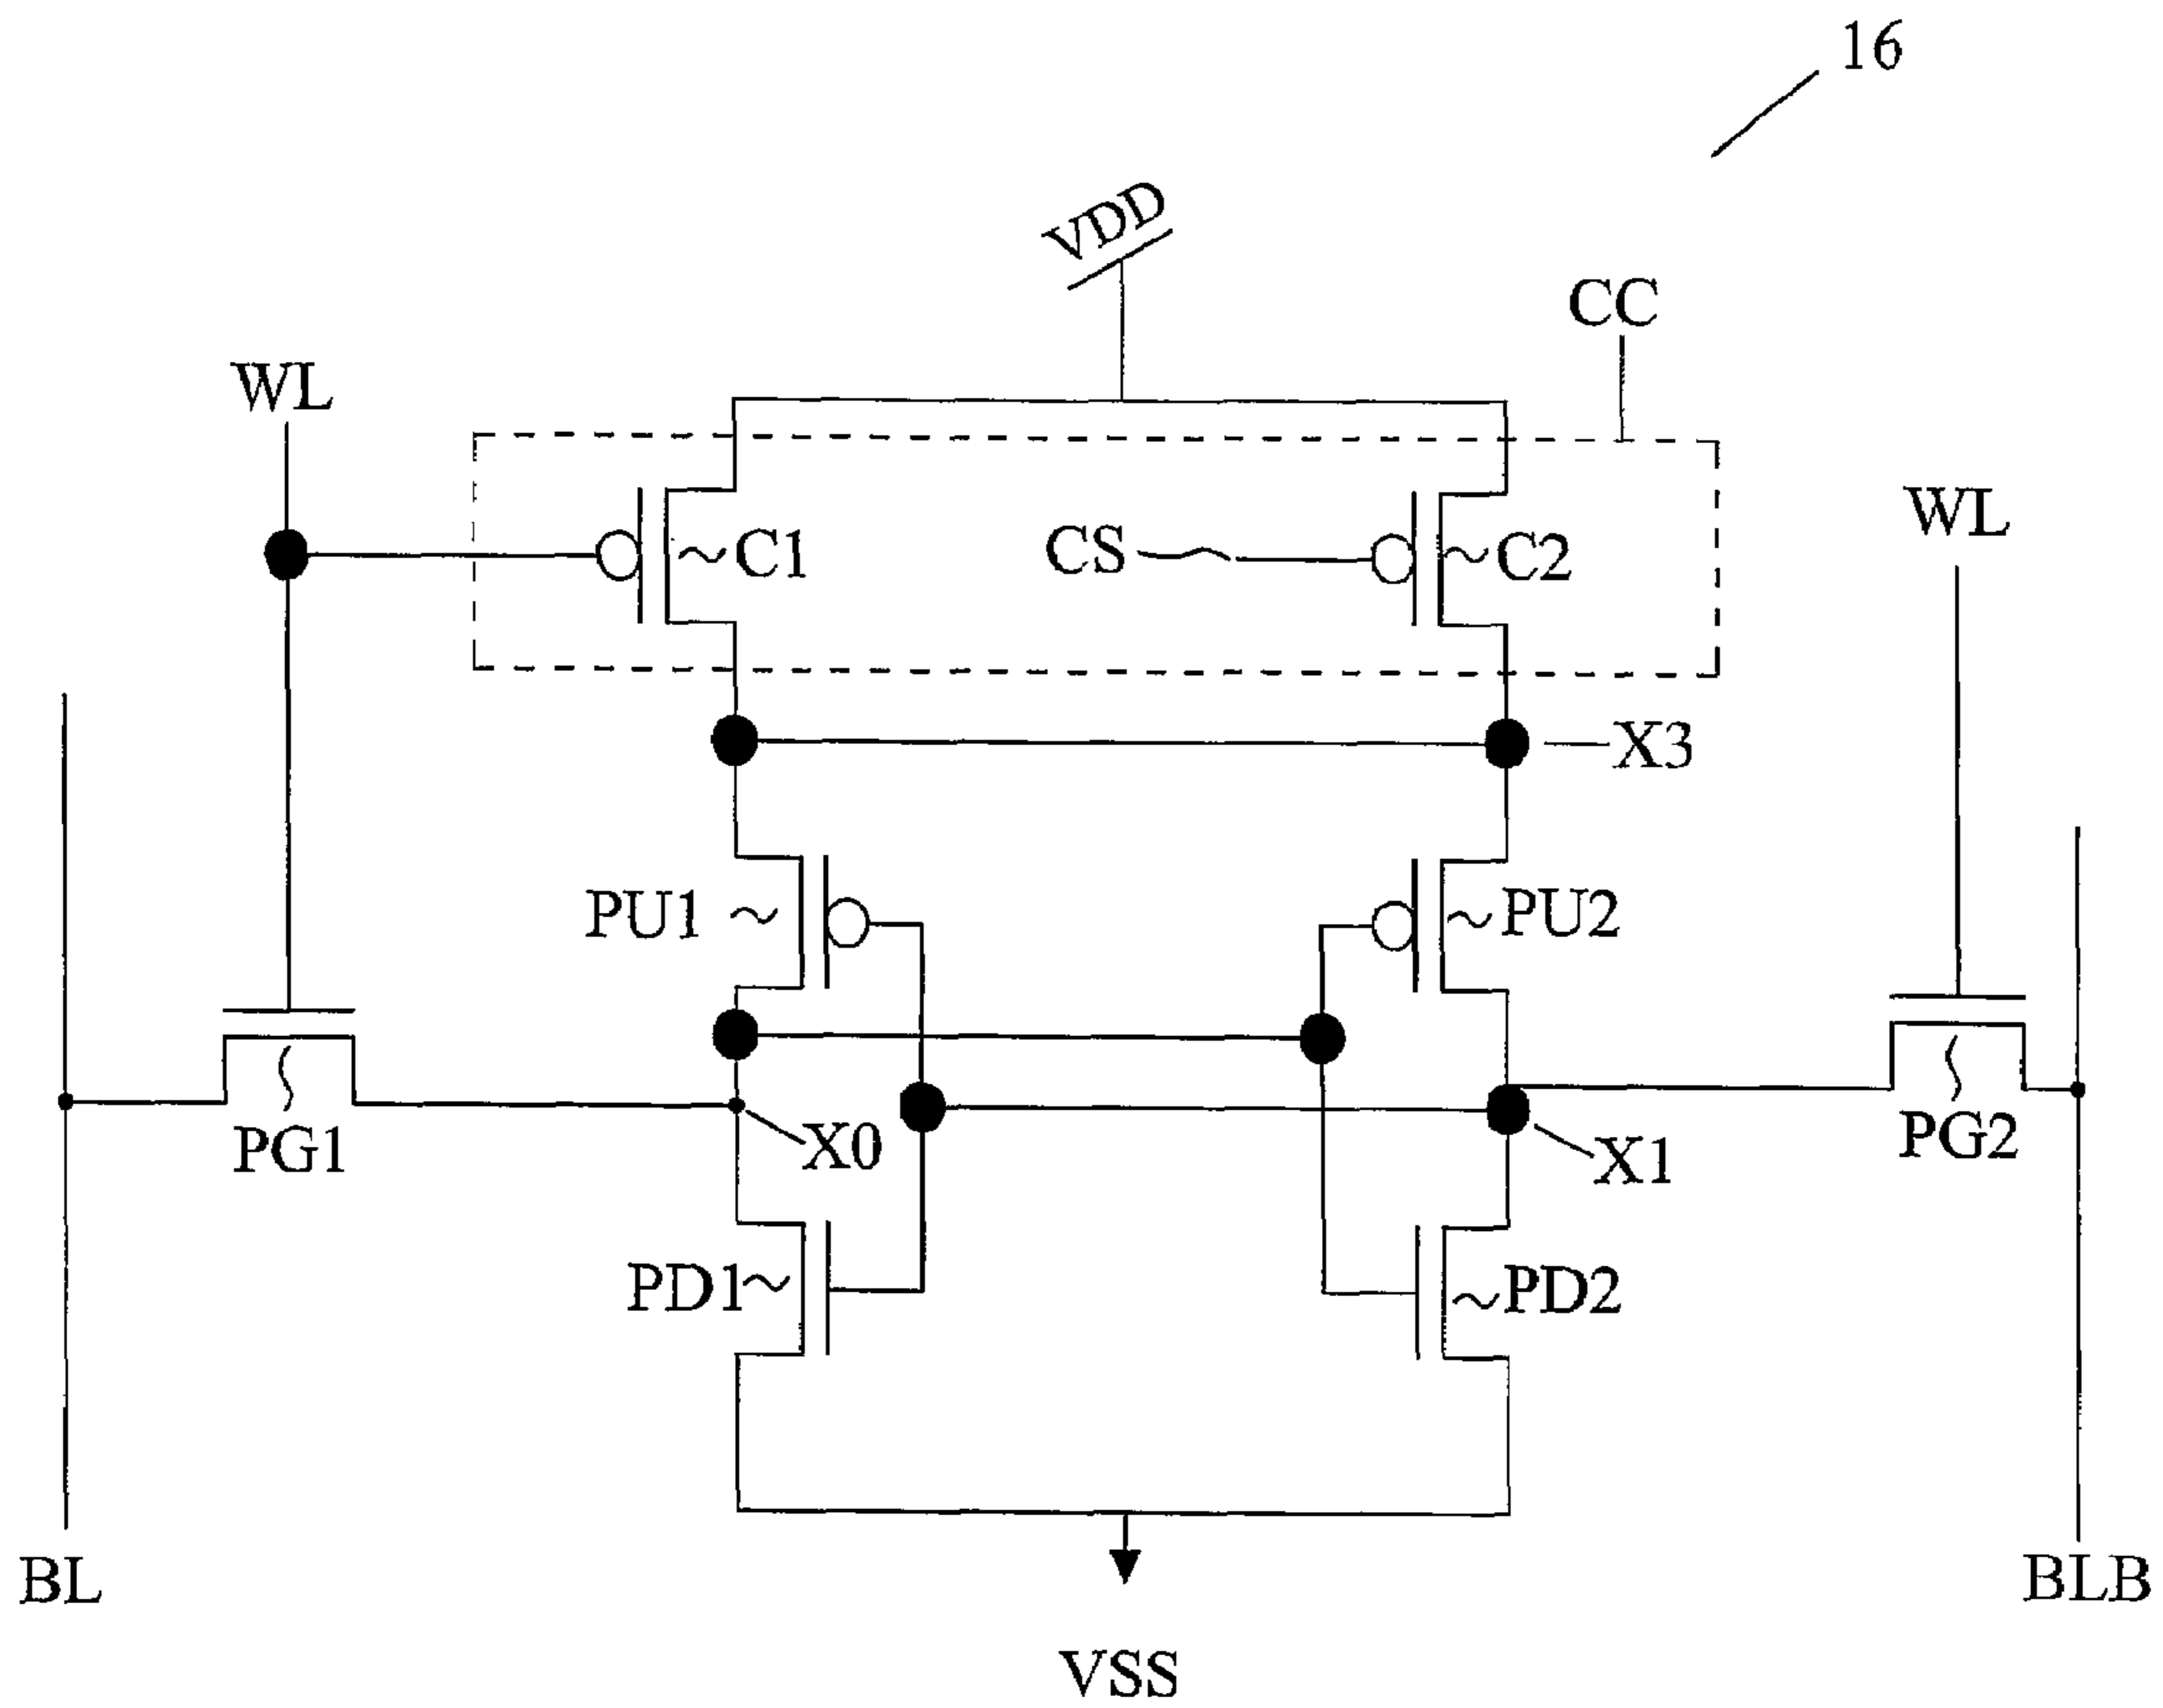 16
VDD
CC
WL
WL
C1
CS
C2
X3
PU1
PU2
PG1
X0
X1
PG2
PD1
PD2
BL
BLB
VSS